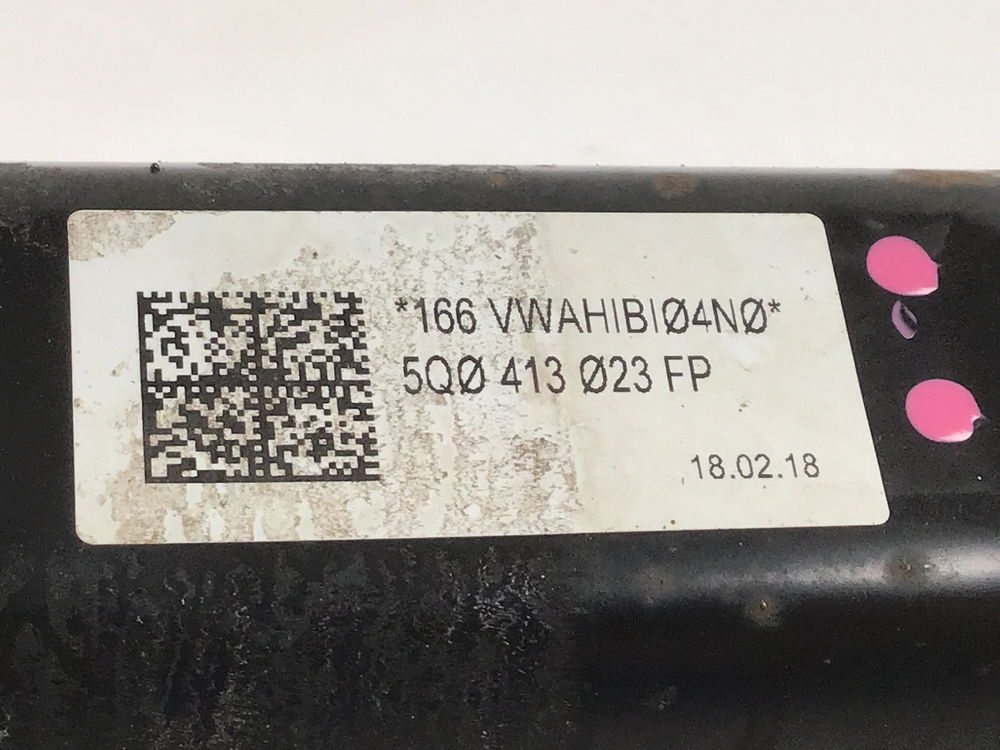 *166 VWAHIBIØ4NØ*
5QØ 413 Ø23 FP
18.02.18